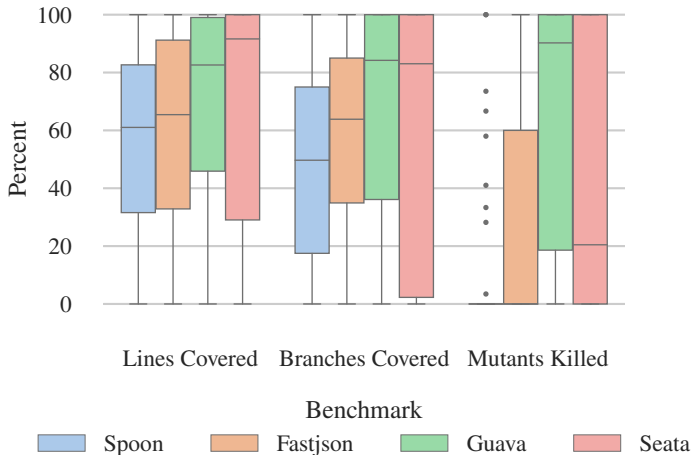 100
80
60
40
20
0
Percent
Lines Covered Branches Covered Mutants Killed
Benchmark
Spoon Fastjson Guava Seata